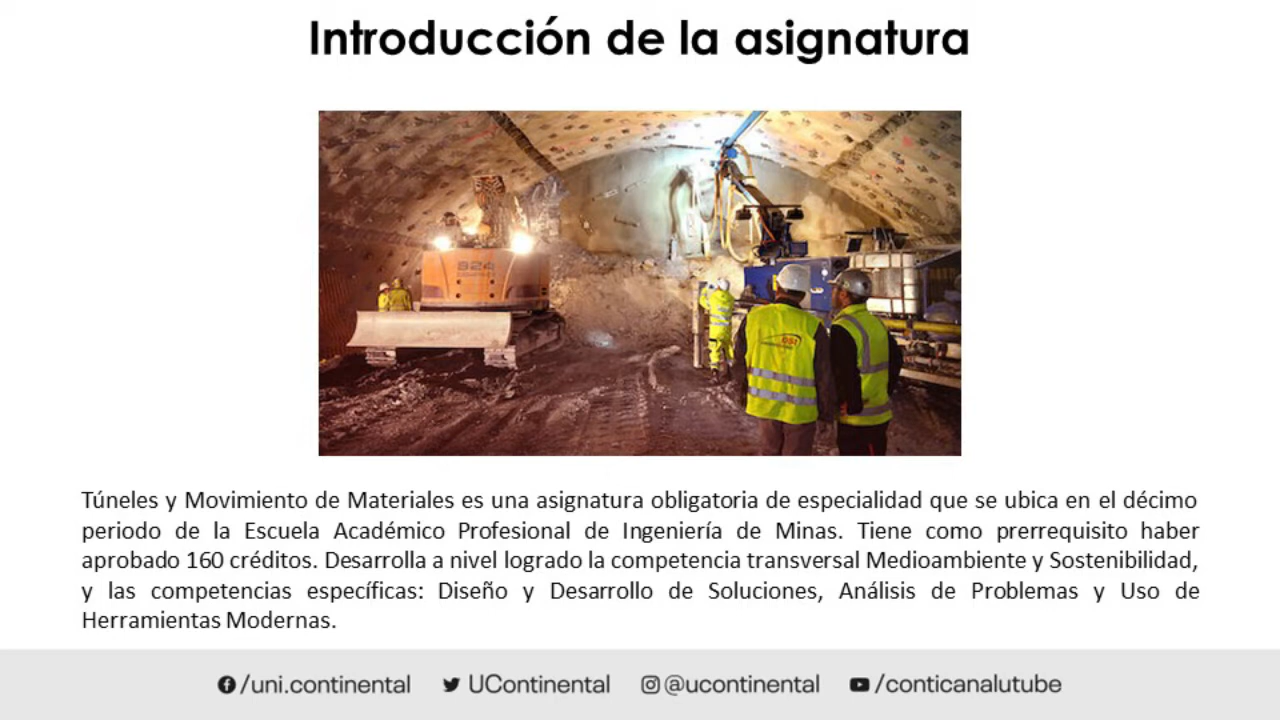 Introducción de la asignatura
924
Túneles y Movimiento de Materiales es una asignatura obligatoria de especialidad que se ubica en el décimo
periodo de la Escuela Académico Profesional de Ingeniería de Minas. Tiene como prerrequisito haber
aprobado 160 créditos. Desarrolla a nivel logrado la competencia transversal Medioambiente y Sostenibilidad,
y las competencias específicas: Diseño y Desarrollo de Soluciones, Análisis de Problemas y Uso de
Herramientas Modernas.
/uni.continental UContinental @ucontinental /conticanalutube